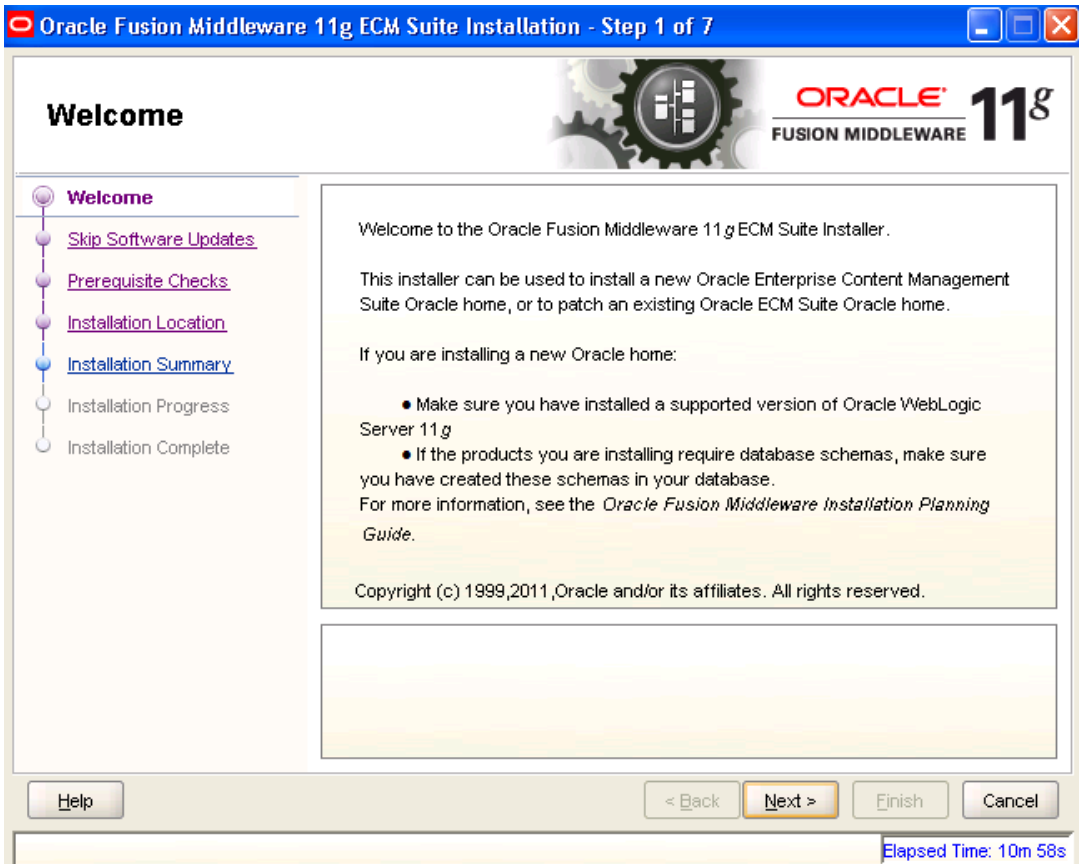 Oracle Fusion Middleware 11g ECM Suite Installation - Step 1 of 7
Welcome
ORACLE
FUSION MIDDLEWARE 11g
Welcome
Skip Software Updates
Prerequisite Checks
Installation Location
Installation Summary
Installation Progress
Installation Complete
Welcome to the Oracle Fusion Middleware 11g ECM Suite Installer.
This installer can be used to install a new Oracle Enterprise Content Management
Suite Oracle home, or to patch an existing Oracle ECM Suite Oracle home.
If you are installing a new Oracle home:
● Make sure you have installed a supported version of Oracle WebLogic
Server 11g
● If the products you are installing require database schemas, make sure
you have created these schemas in your database.
For more information, see the Oracle Fusion Middleware Installation Planning
Guide.
Copyright (c) 1999,2011,Oracle and/or its affiliates. All rights reserved.
Help
< Back
Next >
Finish
Cancel
Elapsed Time: 10m 58s